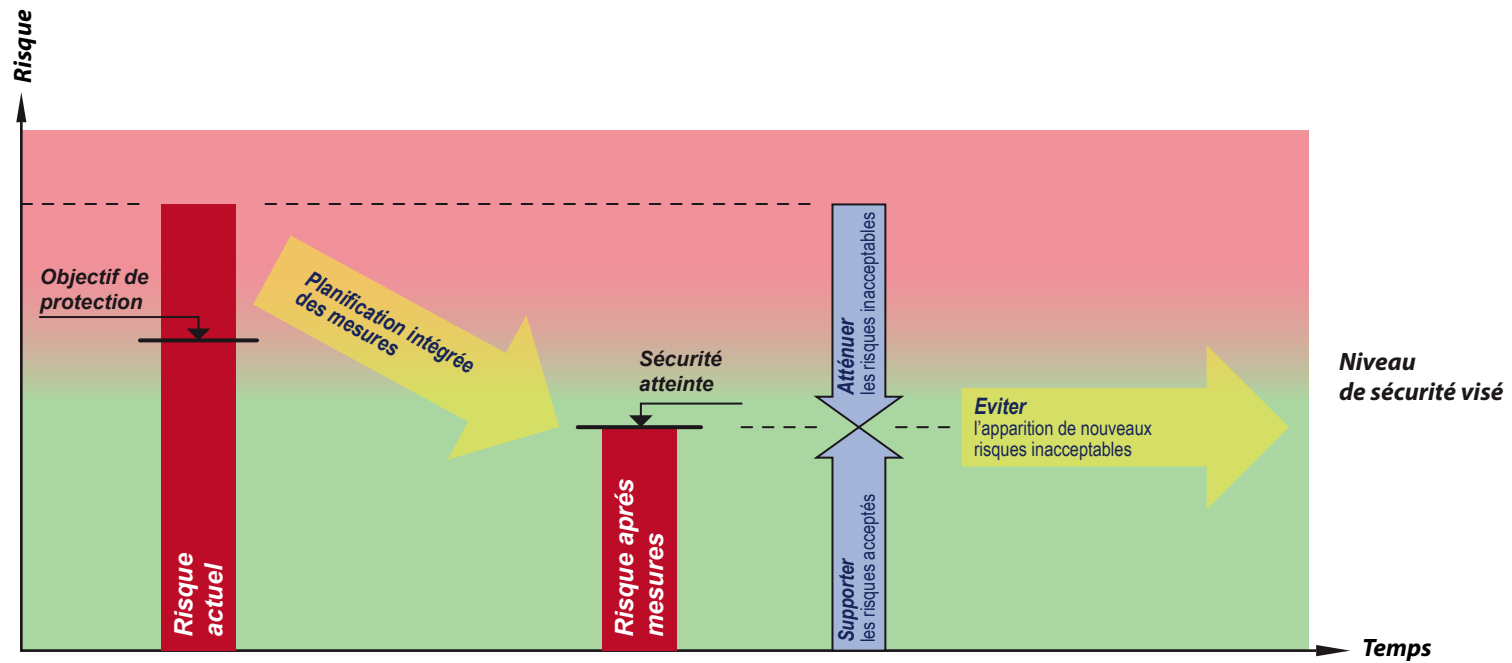 Risque
Objectif de
protection
Planification intégrée
des mesures
Sécurité
atteinte
Atténuer
les risques inacceptables
Eviter
l'apparition de nouveaux
risques inacceptables
Niveau
de sécurité visé
Risque
actuel
Risque aprés
mesures
Supporter
les risques acceptés
Temps